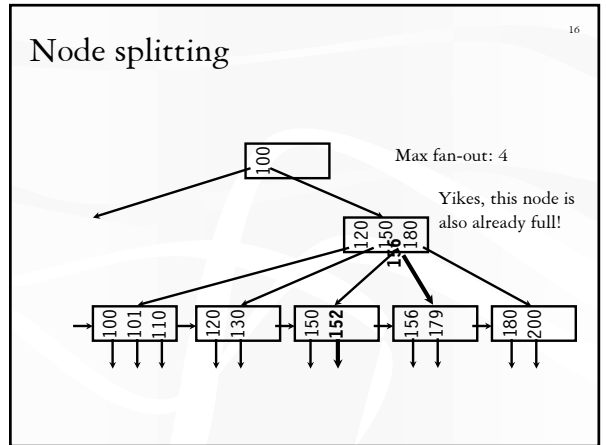 16
Node splitting
100
Max fan-out: 4
Yikes, this node is
also already full!
120 150 156 180
100 101 110 120 130 150 152 156 179 180 200